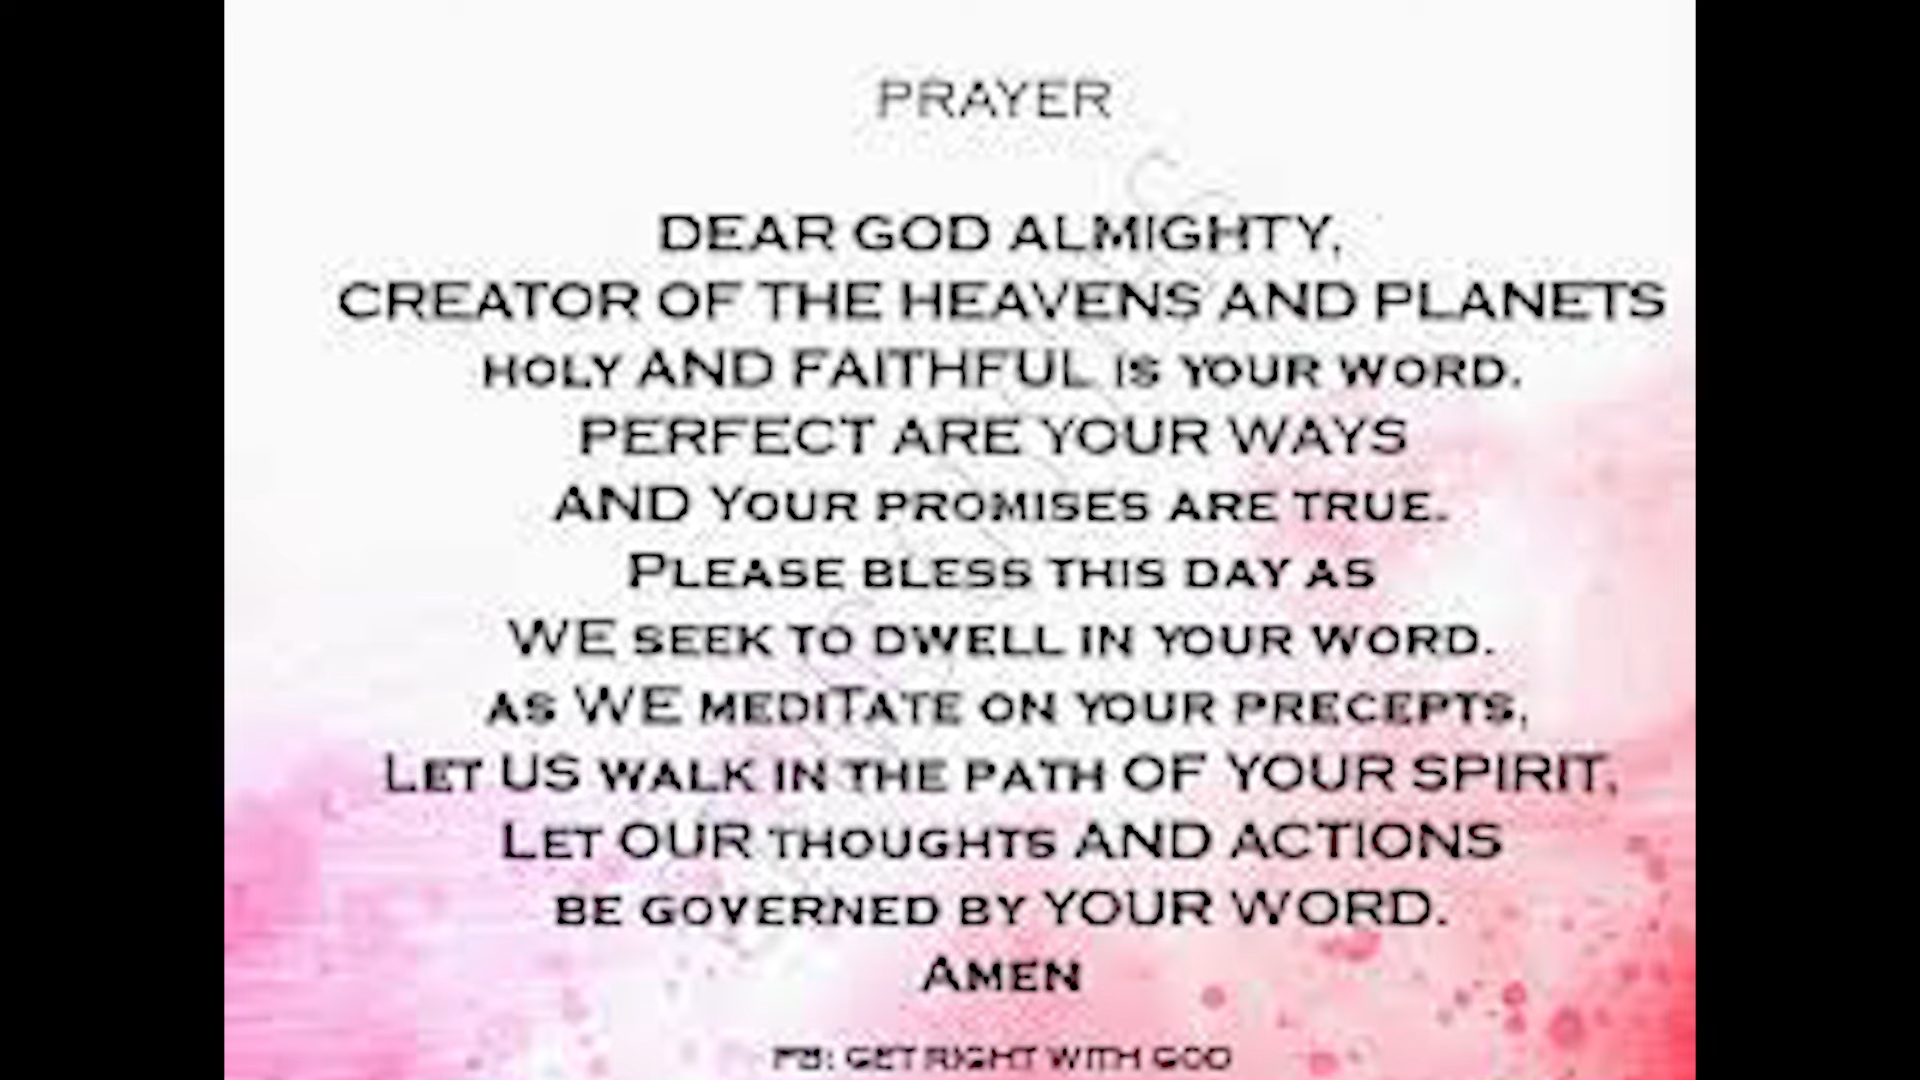 PRAYER
DEAR GOD ALMIGHTY,
CREATOR OF THE HEAVENS AND PLANETS
HOLY AND FAITHFUL IS YOUR WORD.
PERFECT ARE YOUR WAYS
AND YOUR PROMISES ARE TRUE.
PLEASE BLESS THIS DAY AS
WE SEEK TO DWELL IN YOUR WORD.
AS WE MEDITATE ON YOUR PRECEPTS,
LET US WALK IN THE PATH OF YOUR SPIRIT,
LET OUR THOUGHTS AND ACTIONS
BE GOVERNED BY YOUR WORD.
AMEN
FB: GET RIGHT WITH GOD